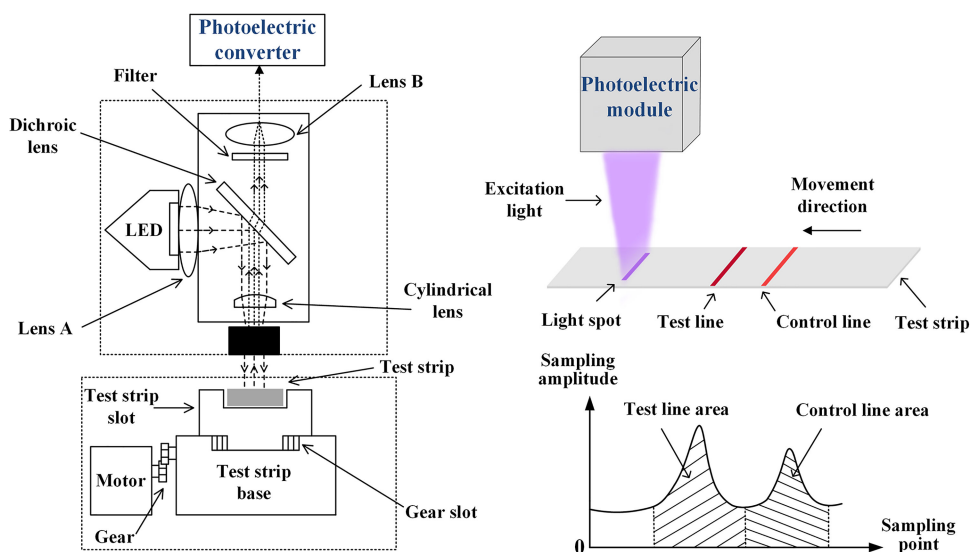 Photoelectric
converter
Filter
Lens B
Dichroic
lens
LED
Cylindrical
lens
Lens A
Test strip
Test strip
slot
Motor
Test strip
base
Gear
Gear slot
Photoelectric
module
Excitation
light
Movement
direction
Light spot
Test line
Control line
Test strip
Sampling
amplitude
Test line area
Control line area
0
Sampling
point